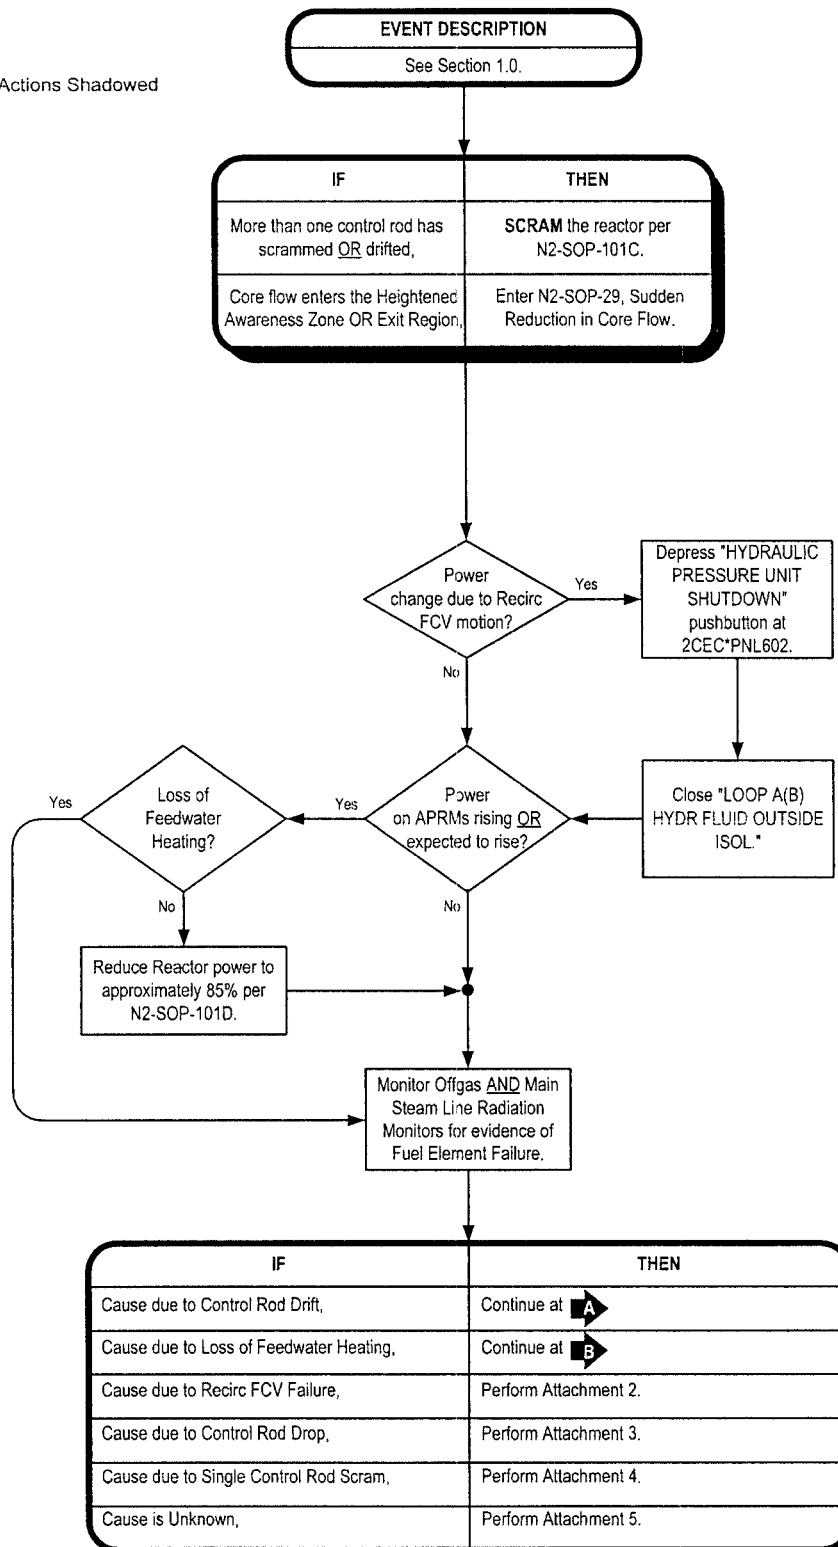 EVENT DESCRIPTION
See Section 1.0.
Actions Shadowed
IF
THEN
More than one control rod has
scrammed OR drifted,
SCRAM the reactor per
N2-SOP-101C.
Core flow enters the Heightened
Awareness Zone OR Exit Region,
Enter N2-SOP-29, Sudden
Reduction in Core Flow.
Power
change due to Recirc
FCV motion?
Yes
No
Depress "HYDRAULIC
PRESSURE UNIT
SHUTDOWN"
pushbutton at
2CEC*PNL602.
Close "LOOP A(B)
HYDR FLUID OUTSIDE
ISOL."
Power
on APRMs rising OR
expected to rise?
Yes
No
Loss of
Feedwater
Heating?
Yes
No
Reduce Reactor power to
approximately 85% per
N2-SOP-101D.
Monitor Offgas AND Main
Steam Line Radiation
Monitors for evidence of
Fuel Element Failure.
IF
THEN
Cause due to Control Rod Drift,
Continue at A
Cause due to Loss of Feedwater Heating,
Continue at B
Cause due to Recirc FCV Failure,
Perform Attachment 2.
Cause due to Control Rod Drop,
Perform Attachment 3.
Cause due to Single Control Rod Scram,
Perform Attachment 4.
Cause is Unknown,
Perform Attachment 5.